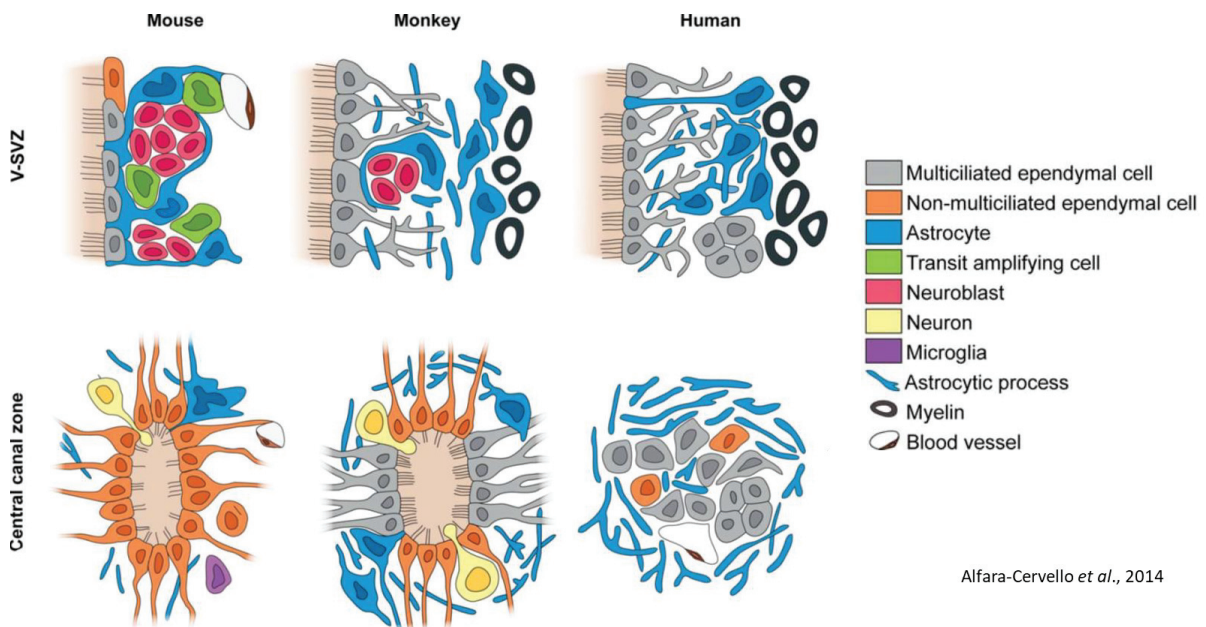 Mouse
Monkey
Human
V-SVZ
Central canal zone
Multiciliated ependymal cell
Non-multiciliated ependymal cell
Astrocyte
Transit amplifying cell
Neuroblast
Neuron
Microglia
Astrocytic process
Myelin
Blood vessel
Alfara-Cervello et al., 2014